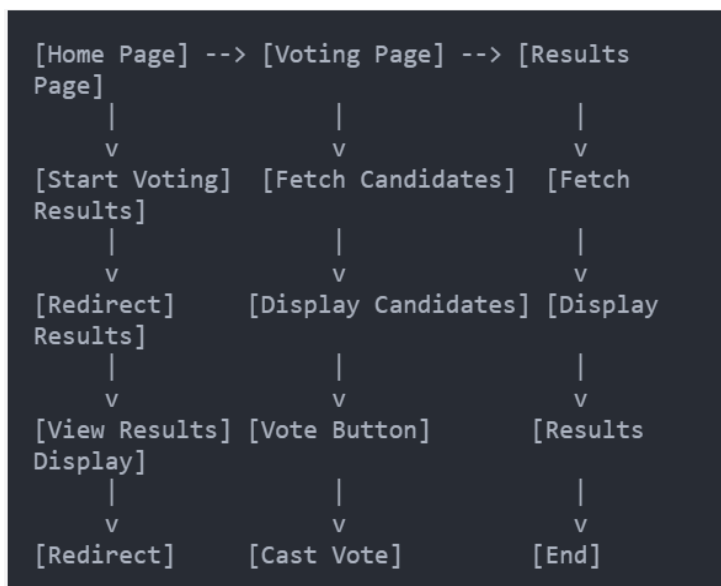 [Home Page] --> [Voting Page] --> [Results
Page]
      |                |                |
      v                v                v
[Start Voting]  [Fetch Candidates]  [Fetch
Results]
      |                |                |
      v                v                v
[Redirect]     [Display Candidates] [Display
Results]
      |                |                |
      v                v                v
[View Results] [Vote Button]       [Results
Display]
      |                |                |
      v                v                v
[Redirect]     [Cast Vote]         [End]